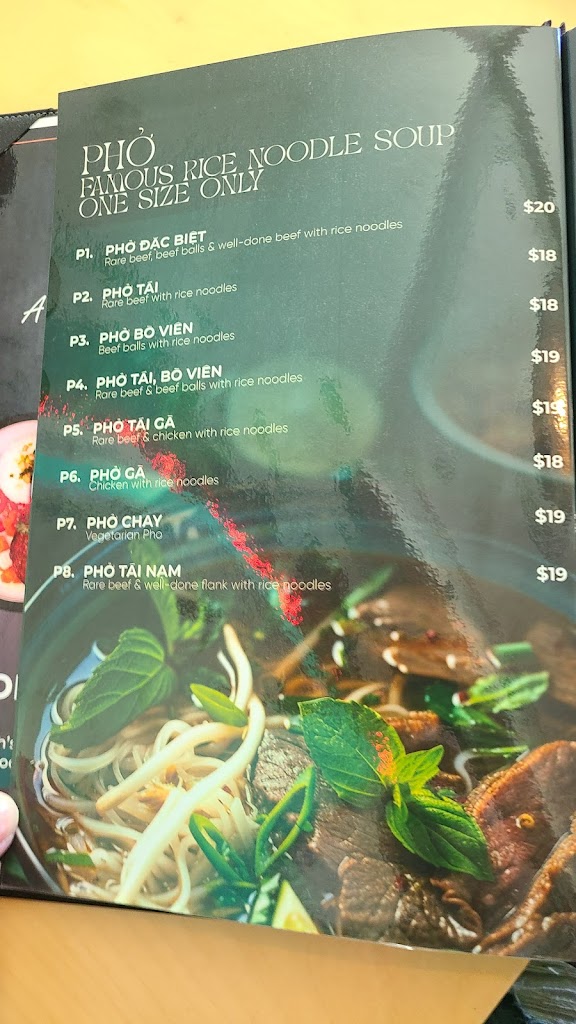 PHỞ
FAMOUS RICE NOODLE SOUP
ONE SIZE ONLY
P1. PHỞ ĐẶC BIỆT $20
Rare beef, beef balls & well-done beef with rice noodles
P2. PHỞ TÁI $18
Rare beef with rice noodles
P3. PHỞ BÒ VIÊN $18
Beef balls with rice noodles
P4. PHỞ TÁI, BÒ VIÊN $19
Rare beef & beef balls with rice noodles
P5. PHỞ TÁI GÀ $19
Rare beef & chicken with rice noodles
P6. PHỞ GÀ $18
Chicken with rice noodles
P7. PHỞ CHAY $19
Vegetarian Pho
P8. PHỞ TÁI NẠM $19
Rare beef & well-done flank with rice noodles